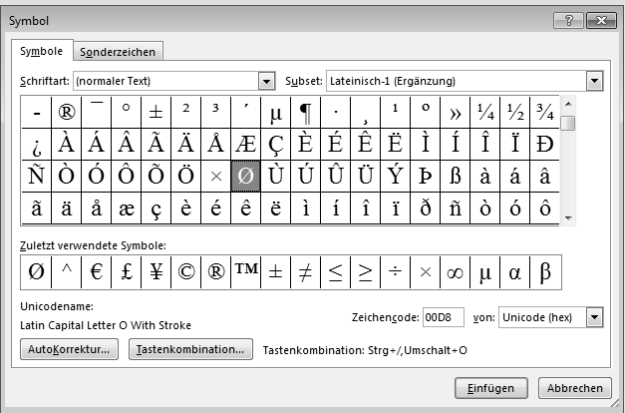 Symbol
Symbole Sonderzeichen
Schriftart: (normaler Text) Subset: Lateinisch-1 (Ergänzung)
- ® ¯ ° ± ² ³ ´ µ ¶ · ¸ ¹ º » ¼ ½ ¾
¿ À Á Â Ã Ä Å Æ Ç È É Ê Ë Ì Í Î Ï Ð
Ñ Ò Ó Ô Õ Ö × Ø Ù Ú Û Ü Ý Þ ß à á â
ã ä å æ ç è é ê ë ì í î ï ð ñ ò ó ô
Zuletzt verwendete Symbole:
Ø ^ € £ ¥ © ® ™ ± ≠ ≤ ≥ ÷ × ∞ µ α β
Unicodename:
Latin Capital Letter O With Stroke
Zeichencode: 00D8 von: Unicode (hex)
AutoKorrektur... Tastenkombination... Tastenkombination: Strg+/,Umschalt+O
Einfügen Abbrechen